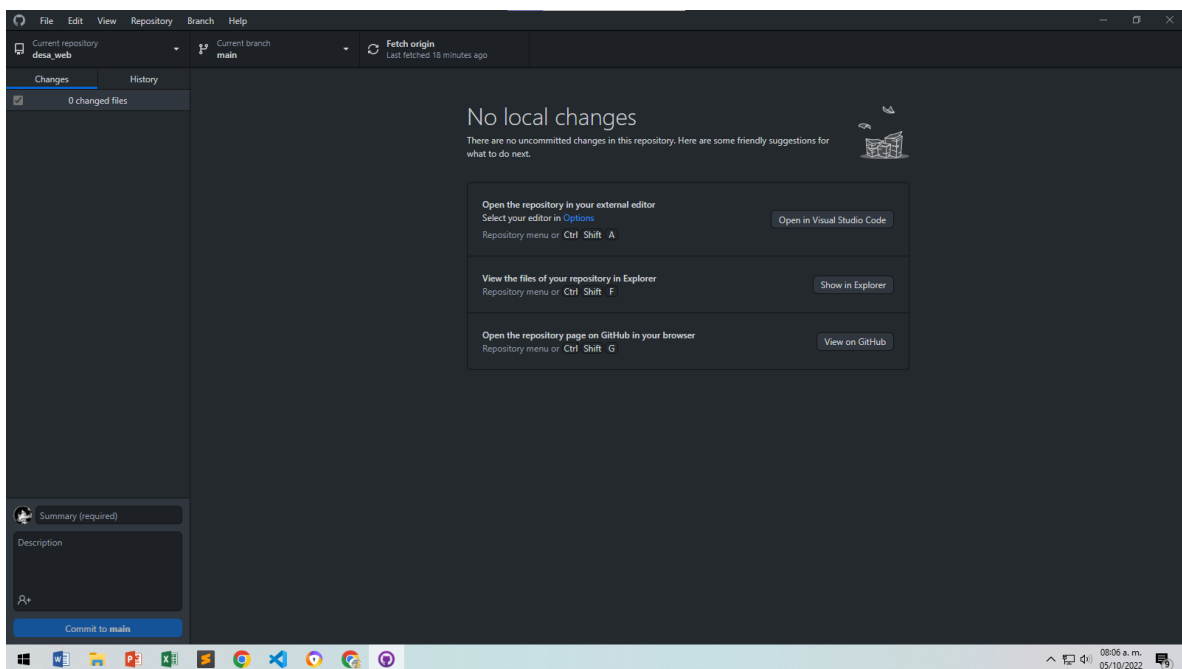 File Edit View Repository Branch Help
Current repository
desa_web
Current branch
main
Fetch origin
Last fetched 18 minutes ago
Changes History
0 changed files
No local changes
There are no uncommitted changes in this repository. Here are some friendly suggestions for
what to do next.
Open the repository in your external editor
Select your editor in Options
Repository menu or Ctrl Shift A
Open in Visual Studio Code
View the files of your repository in Explorer
Repository menu or Ctrl Shift F
Show in Explorer
Open the repository page on GitHub in your browser
Repository menu or Ctrl Shift G
View on GitHub
Summary (required)
Description
Commit to main
08:06 a. m.
05/10/2022
9